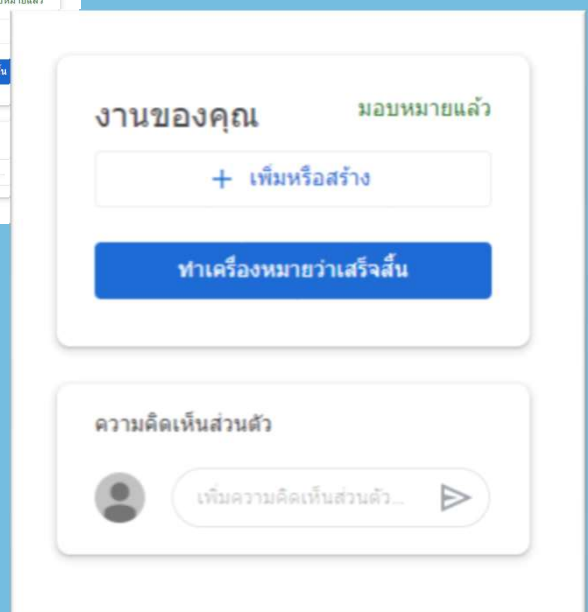 งานของคุณ
มอบหมายแล้ว
+ เพิ่มหรือสร้าง
ทำเครื่องหมายว่าเสร็จสิ้น
ความคิดเห็นส่วนตัว
เพิ่มความคิดเห็นส่วนตัว...